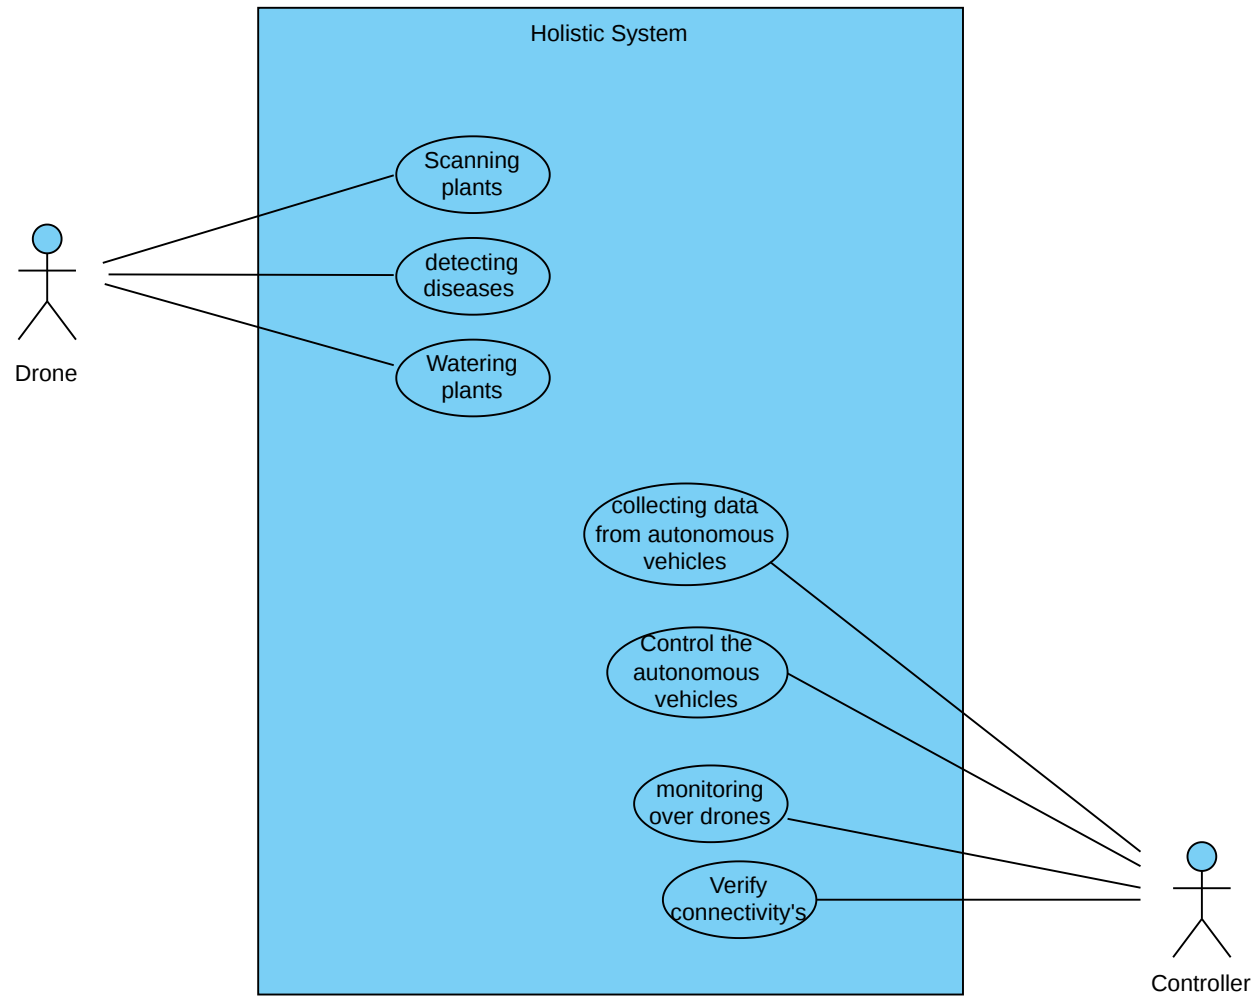 Holistic System
Scanning
plants
detecting
diseases
Watering
plants
Drone
collecting data
from autonomous
vehicles
Control the
autonomous
vehicles
monitoring
over drones
Verify
connectivity's
Controller